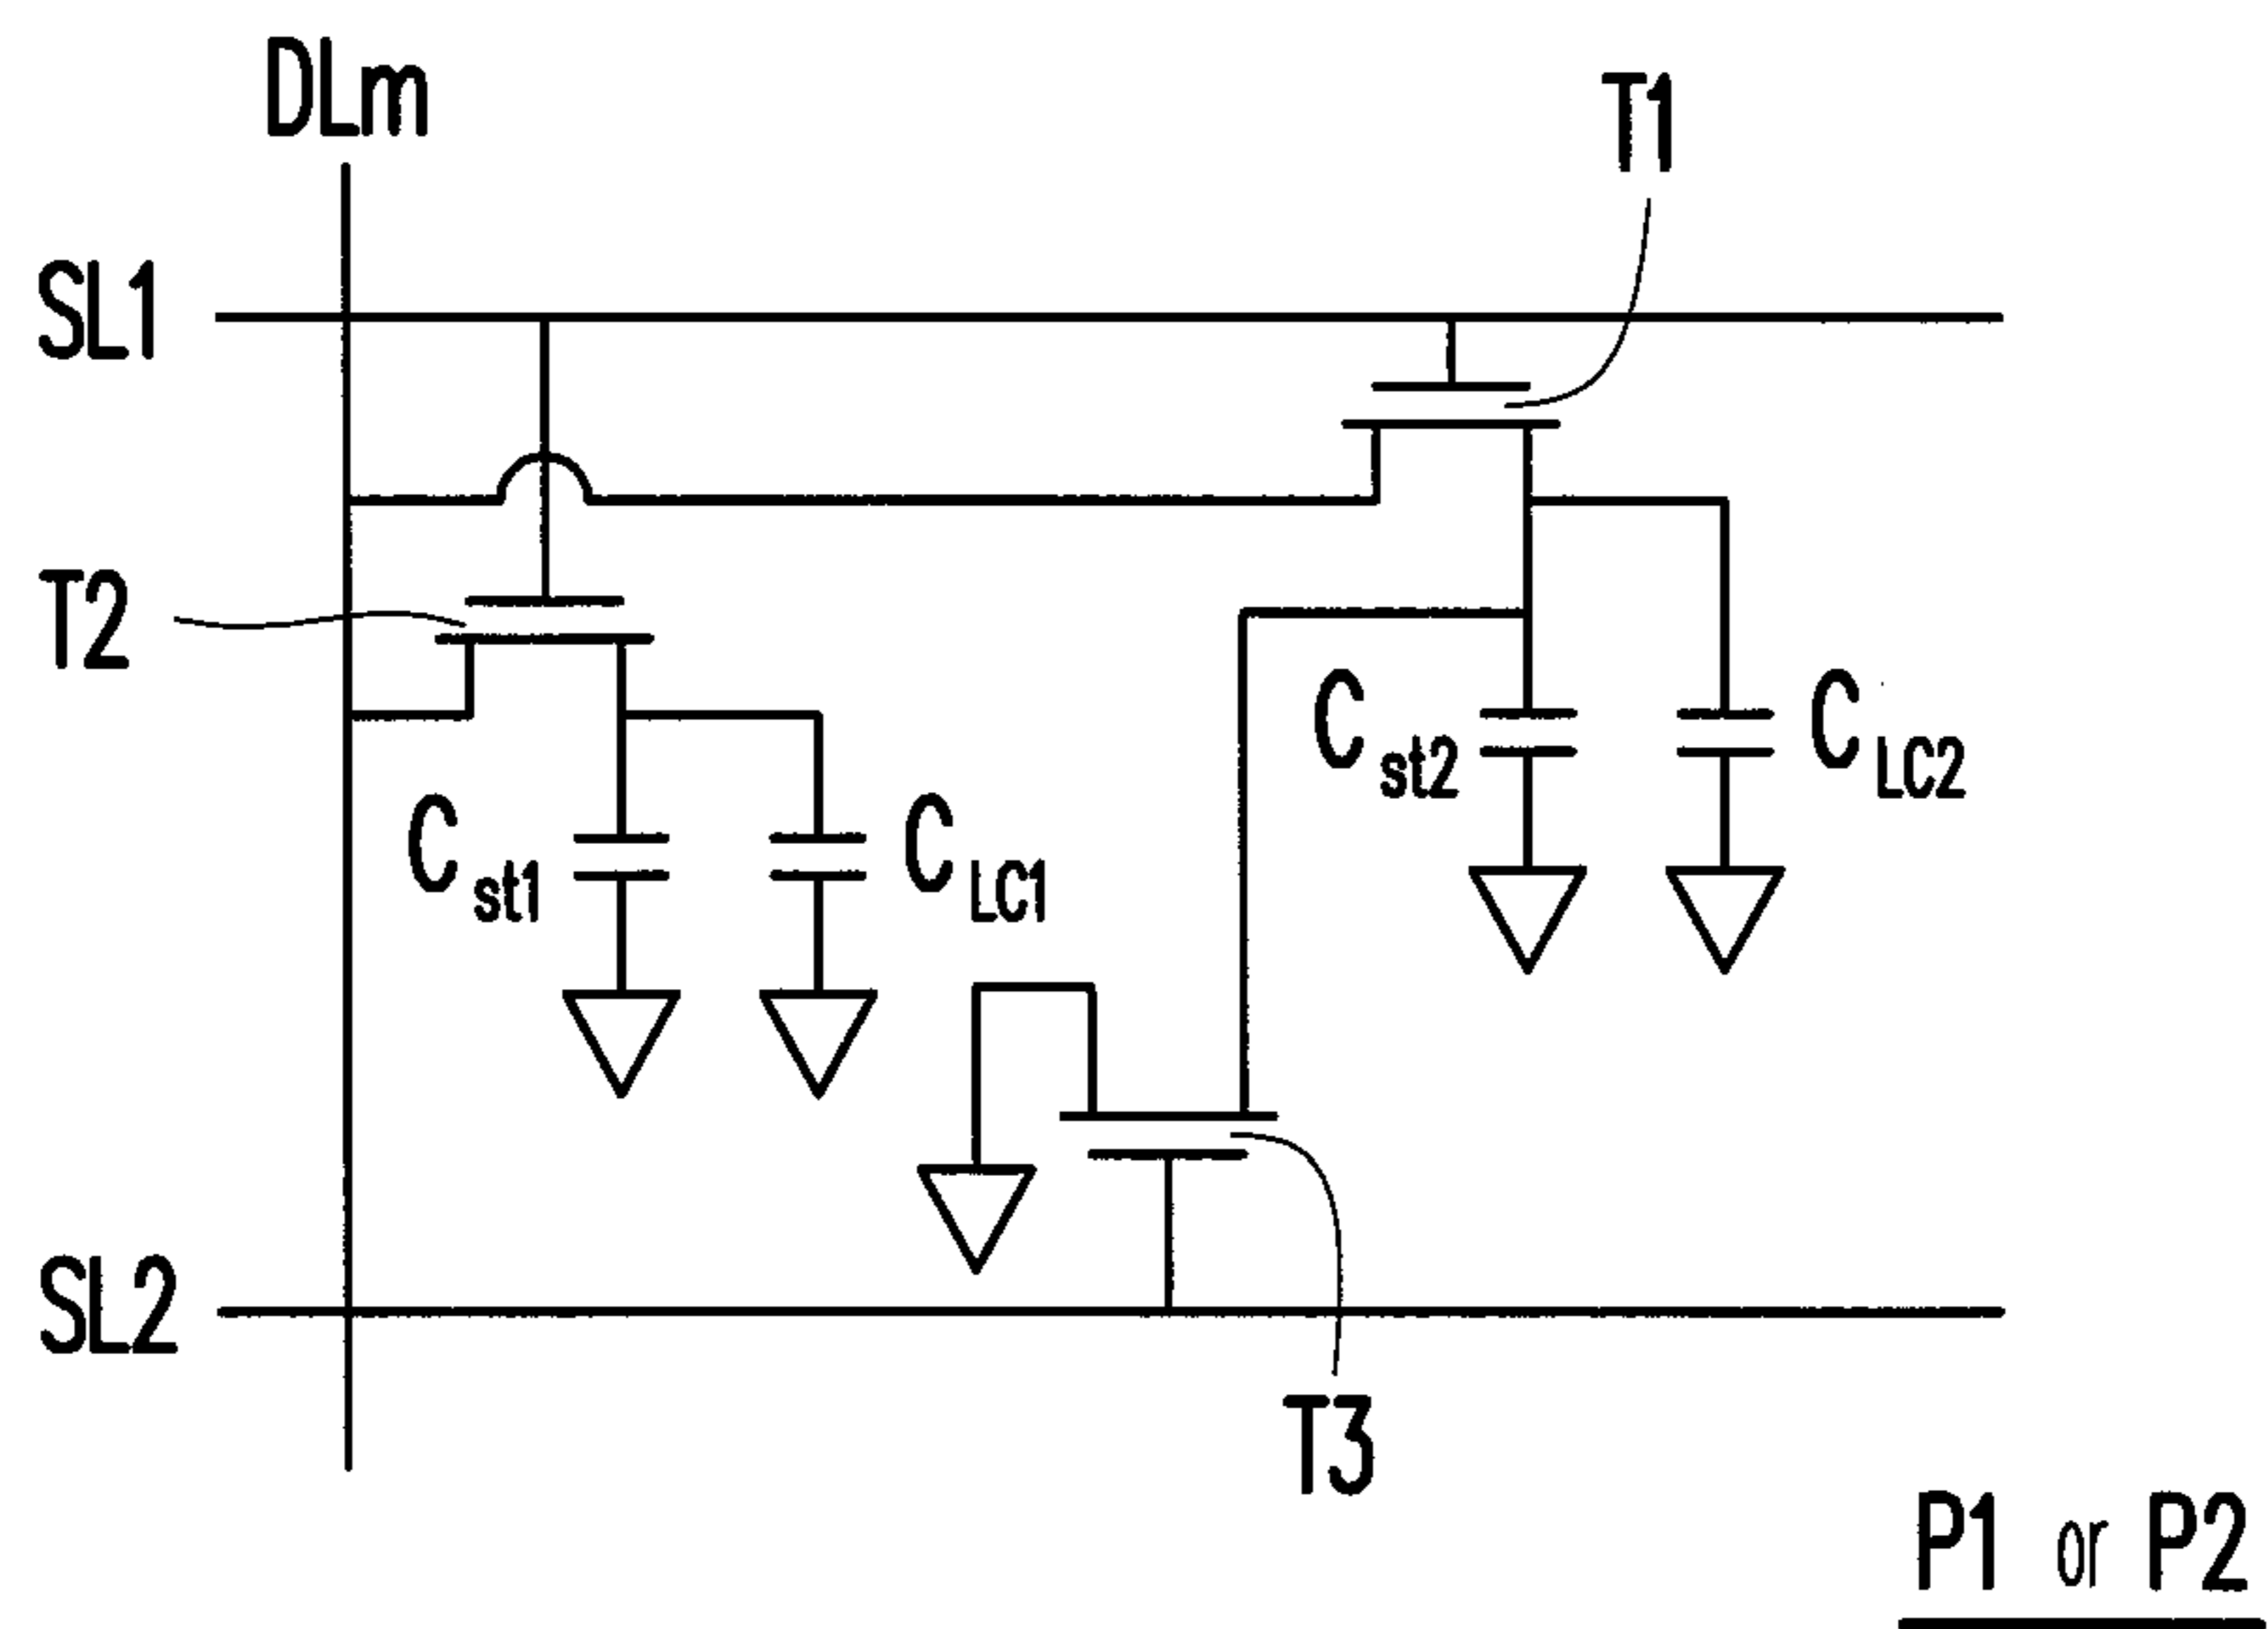 DLm
T1
SL1
T2
Cst2
CLC2
Cst1
CLC1
SL2
T3
P1 or P2